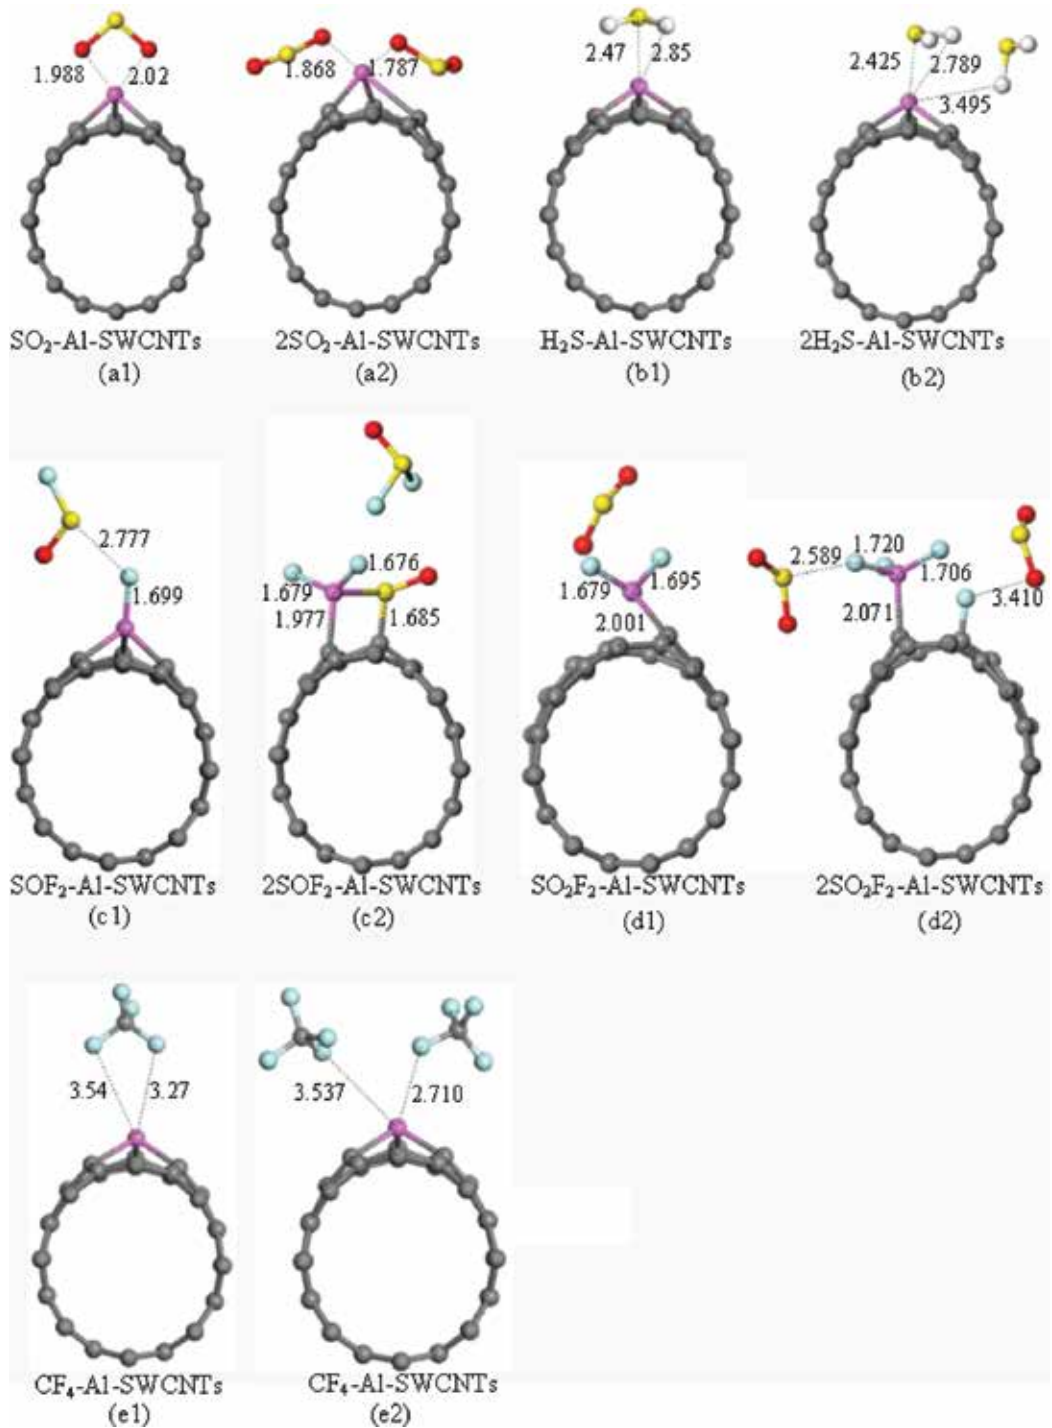 1.988 2.02
SO₂-Al-SWCNTs
(a1)
1.868 1.787
2SO₂-Al-SWCNTs
(a2)
2.47 2.85
H₂S-Al-SWCNTs
(b1)
2.425 2.789
3.495
2H₂S-Al-SWCNTs
(b2)
2.777
1.699
SOF₂-Al-SWCNTs
(c1)
1.676
1.679
1.977 1.685
2SOF₂-Al-SWCNTs
(c2)
1.679 1.695
2.001
SO₂F₂-Al-SWCNTs
(d1)
2.589 1.720
1.706
2.071 3.410
2SO₂F₂-Al-SWCNTs
(d2)
3.54 3.27
CF₄-Al-SWCNTs
(e1)
3.537 2.710
CF₄-Al-SWCNTs
(e2)